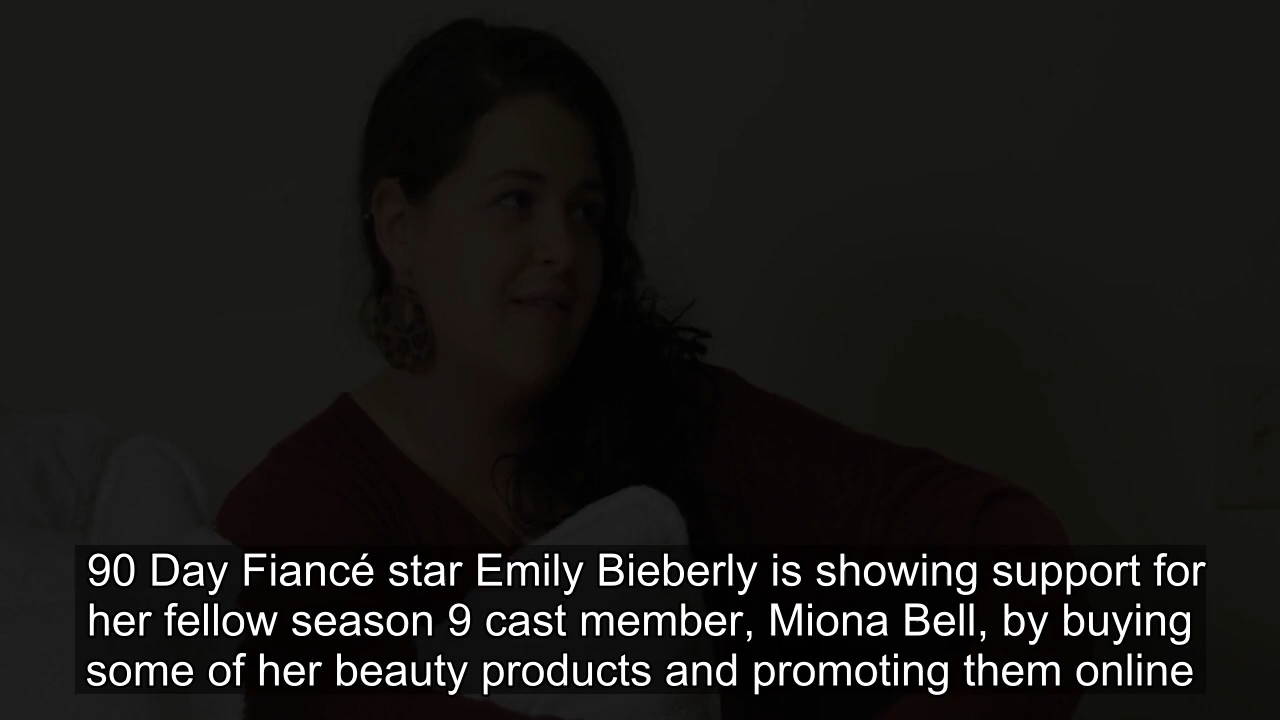 90 Day Fiancé star Emily Bieberly is showing support for
her fellow season 9 cast member, Miona Bell, by buying
some of her beauty products and promoting them online